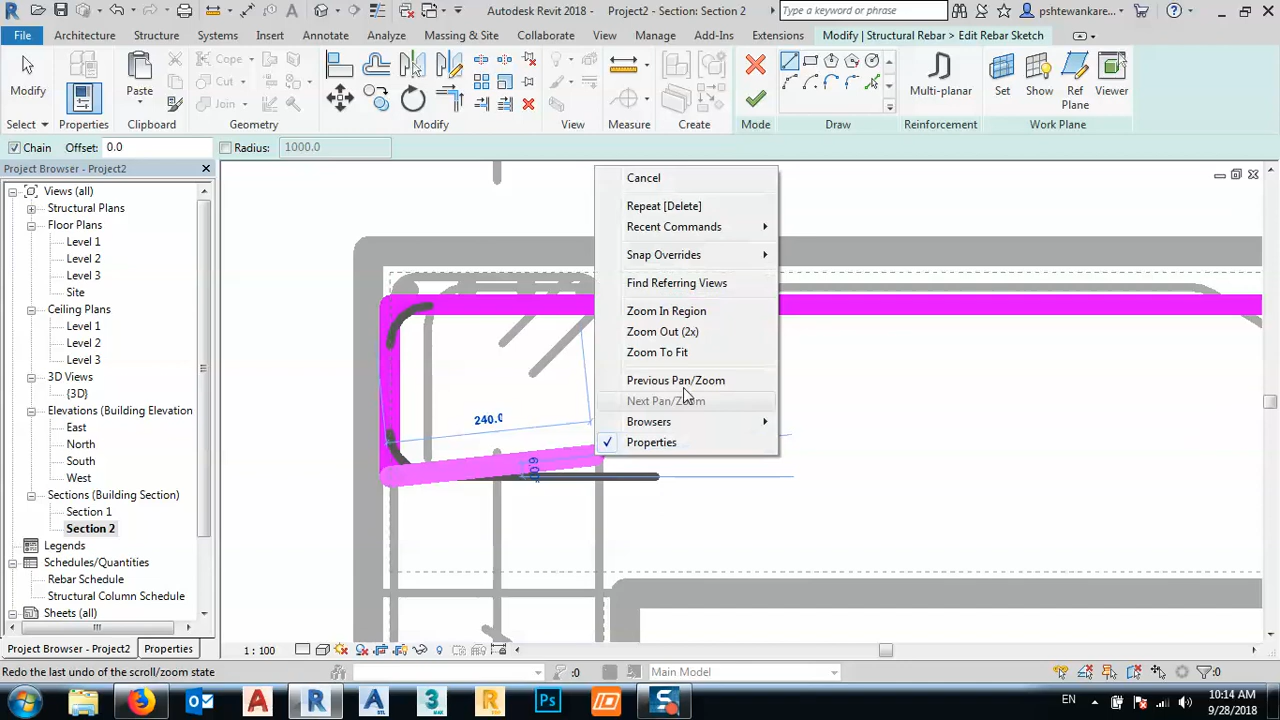 Autodesk Revit 2018 - Project2 - Section: Section 2
Type a keyword or phrase
pshtewankare...
File
Architecture
Structure
Systems
Insert
Annotate
Analyze
Massing & Site
Collaborate
View
Manage
Add-Ins
Extensions
Modify | Structural Rebar > Edit Rebar Sketch
Modify
Paste
Cope
Cut
Join
Multi-planar
Set
Show
Ref Plane
Viewer
Select
Properties
Clipboard
Geometry
Modify
View
Measure
Create
Mode
Draw
Reinforcement
Work Plane
Chain
Offset: 0.0
Radius: 1000.0
Project Browser - Project2
Views (all)
Structural Plans
Floor Plans
Level 1
Level 2
Level 3
Site
Ceiling Plans
Level 1
Level 2
Level 3
3D Views
{3D}
Elevations (Building Elevation
East
North
South
West
Sections (Building Section)
Section 1
Section 2
Legends
Schedules/Quantities
Rebar Schedule
Structural Column Schedule
Sheets (all)
Project Browser - Project2
Properties
Cancel
Repeat [Delete]
Recent Commands
Snap Overrides
Find Referring Views
Zoom In Region
Zoom Out (2x)
Zoom To Fit
Previous Pan/Zoom
Next Pan/Zoom
Browsers
Properties
240.0
1 : 100
Redo the last undo of the scroll/zoom state
:0
Main Model
:0
EN
10:14 AM
9/28/2018